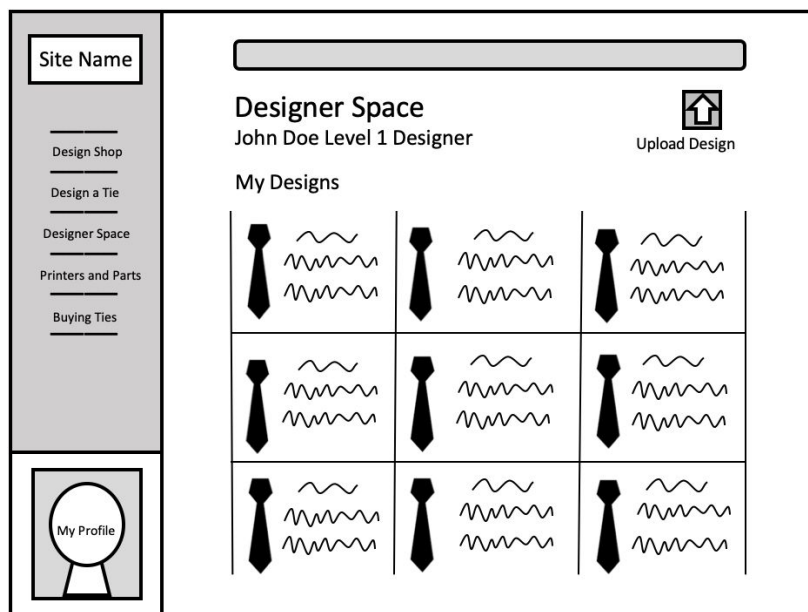 Site Name
Design Shop
Design a Tie
Designer Space
Printers and Parts
Buying Ties
My Profile
Designer Space
John Doe Level 1 Designer
Upload Design
My Designs